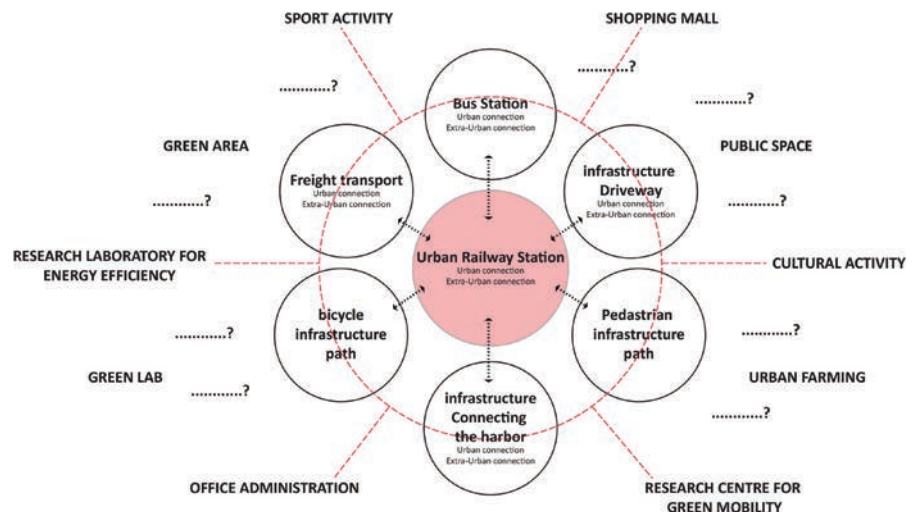 SPORT ACTIVITY
SHOPPING MALL
............?
............?
............?
Bus Station
Urban connection
Extra-Urban connection
GREEN AREA
PUBLIC SPACE
Freight transport
Urban connection
Extra-Urban connection
infrastructure
Driveway
Urban connection
Extra-Urban connection
............?
............?
Urban Railway Station
Urban connection
Extra-Urban connection
RESEARCH LABORATORY FOR
ENERGY EFFICIENCY
CULTURAL ACTIVITY
bicycle
infrastructure
path
Pedastrian
infrastructure
path
............?
............?
GREEN LAB
URBAN FARMING
............?
............?
infrastructure
Connecting
the harbor
Urban connection
Extra-Urban connection
OFFICE ADMINISTRATION
RESEARCH CENTRE FOR
GREEN MOBILITY